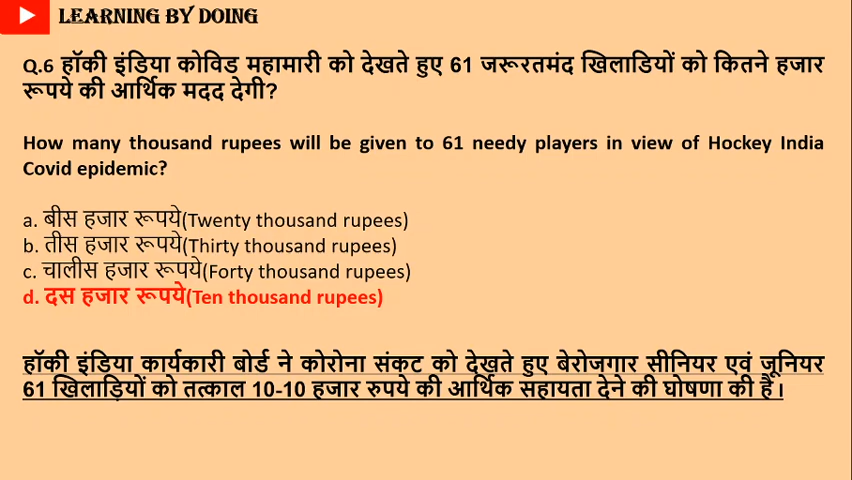 LEARNING BY DOING
Q.6 हॉकी इंडिया कोविड महामारी को देखते हुए 61 जरूरतमंद खिलाडियों को कितने हजार
रूपये की आर्थिक मदद देगी?
How many thousand rupees will be given to 61 needy players in view of Hockey India
Covid epidemic?
a. बीस हजार रूपये(Twenty thousand rupees)
b. तीस हजार रूपये(Thirty thousand rupees)
c. चालीस हजार रूपये(Forty thousand rupees)
d. दस हजार रूपये(Ten thousand rupees)
हॉकी इंडिया कार्यकारी बोर्ड ने कोरोना संकट को देखते हुए बेरोजगार सीनियर एवं जूनियर
61 खिलाड़ियों को तत्काल 10-10 हजार रुपये की आर्थिक सहायता देने की घोषणा की है।